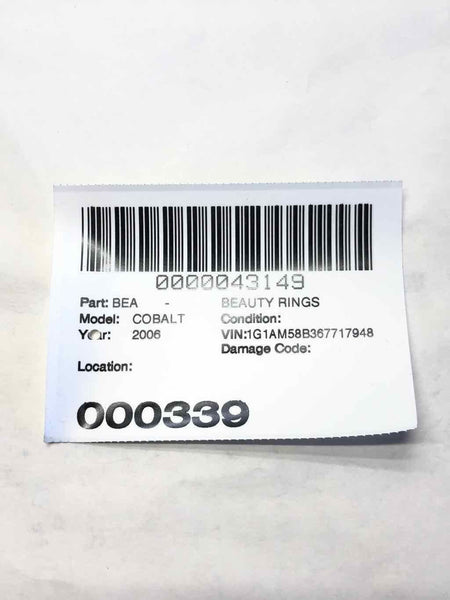 0000043149
Part: BEA - BEAUTY RINGS
Model: COBALT Condition:
Year: 2006 VIN:1G1AM58B367717948
Damage Code:
Location:
000339